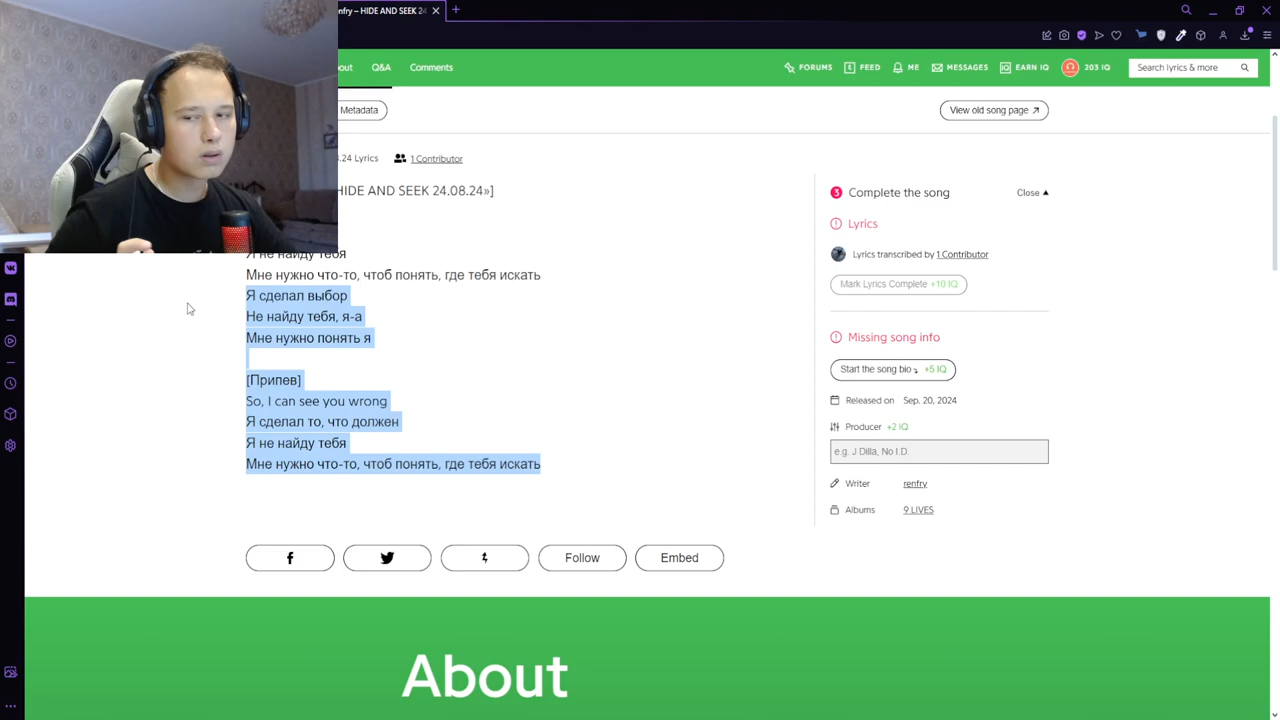 nfry – HIDE AND SEEK 24
out
Q&A
Comments
FORUMS
FEED
ME
MESSAGES
EARN IQ
203 IQ
Search lyrics & more
Metadata
View old song page
.24 Lyrics
1 Contributor
HIDE AND SEEK 24.08.24»]
Я не найду тебя
Мне нужно что-то, чтоб понять, где тебя искать
Я сделал выбор
Не найду тебя, я-а
Мне нужно понять я
[Припев]
So, I can see you wrong
Я сделал то, что должен
Я не найду тебя
Мне нужно что-то, чтоб понять, где тебя искать
3 Complete the song
Close
Lyrics
Lyrics transcribed by 1 Contributor
Mark Lyrics Complete +10 IQ
Missing song info
Start the song bio +5 IQ
Released on Sep. 20, 2024
Producer +2 IQ
e.g. J Dilla, No I.D.
Writer renfry
Albums 9 LIVES
Follow
Embed
About